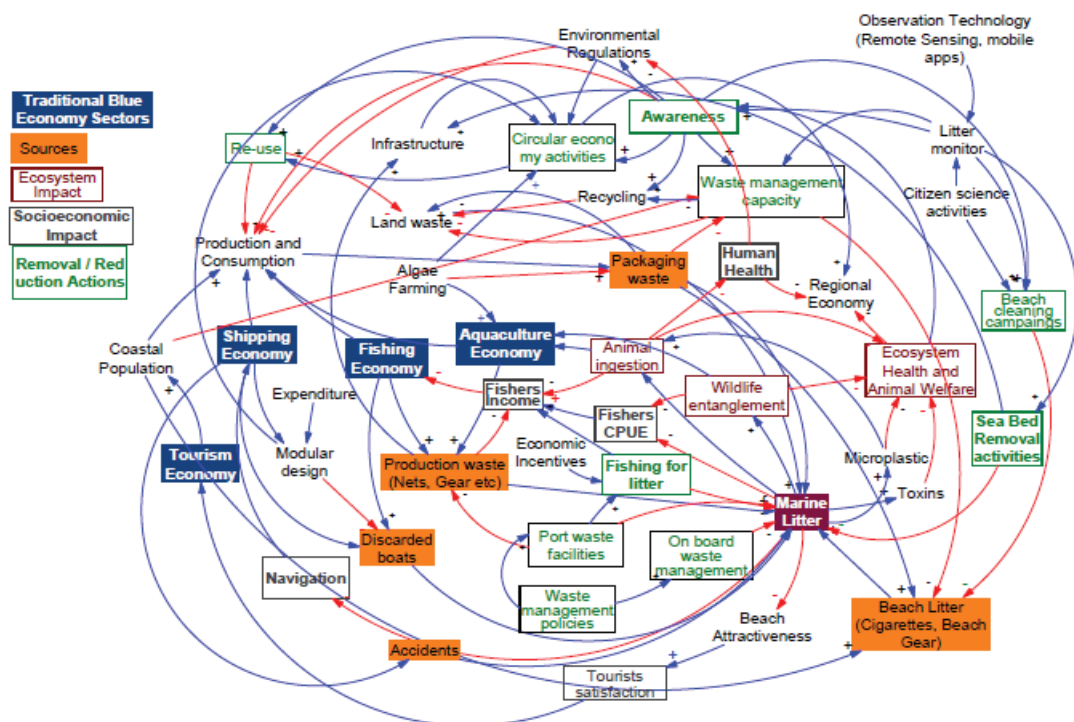 Observation Technology
(Remote Sensing, mobile
apps)
Environmental
Regulations
Traditional Blue
Economy Sectors
Sources
Ecosystem
Impact
Socioeconomic
Impact
Removal / Red
uction Actions
Awareness
Infrastructure
Circular econo
my activities
Litter
monitor
Re-use
Recycling
Waste management
capacity
Citizen science
activities
Land waste
Production and
Consumption
Algae
Farming
Packaging
waste
Human
Health
Regional
Economy
Beach
cleaning
campaings
Coastal
Population
Shipping
Economy
Fishing
Economy
Aquaculture
Economy
Animal
ingestion
Ecosystem
Health and
Animal Welfare
Expenditure
Fishers
Income
Fishers
CPUE
Wildlife
entanglement
Sea Bed
Removal
activities
Tourism
Economy
Modular
design
Production waste
(Nets, Gear etc)
Economic
Incentives
Fishing for
litter
Microplastic
Toxins
Marine
Litter
Discarded
boats
Port waste
facilities
On board
waste
management
Navigation
Waste
management
policies
Beach
Attractiveness
Beach Litter
(Cigarettes, Beach
Gear)
Accidents
Tourists
satisfaction